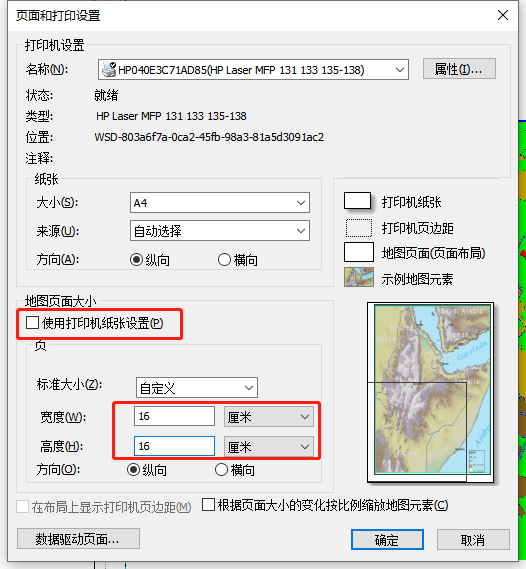 页面和打印设置
打印机设置
名称(N): HP040E3C71AD85(HP Laser MFP 131 133 135-138) 属性(I)...
状态: 就绪
类型: HP Laser MFP 131 133 135-138
位置: WSD-803a6f7a-0ca2-45fb-98a3-81a5d3091ac2
注释:
纸张
大小(S): A4
来源(U): 自动选择
方向(A): 纵向 横向
打印机纸张
打印机页边距
地图页面(页面布局)
示例地图元素
地图页面大小
使用打印机纸张设置(P)
页
标准大小(Z): 自定义
宽度(W): 16 厘米
高度(H): 16 厘米
方向(O): 纵向 横向
Saudi Arabia
Gulf of Aden
在布局上显示打印机页边距(M) 根据页面大小的变化按比例缩放地图元素(C)
数据驱动页面... 确定 取消